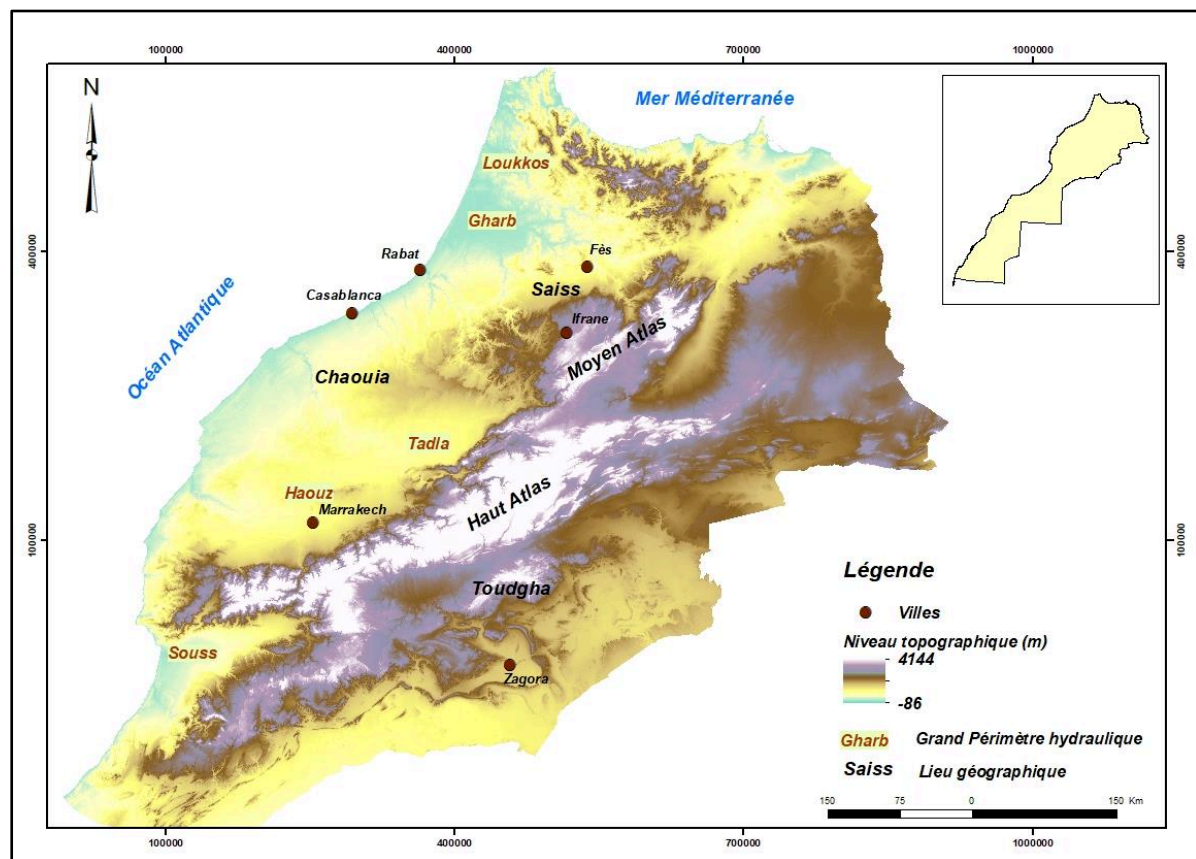 100000 400000 700000 1000000
N
Mer Méditerranée
Loukkos
Gharb
400000 400000
Rabat
Fès
Saiss
Casablanca
Ifrane
Océan Atlantique
Moyen Atlas
Chaouia
Tadla
Haouz
Marrakech
Haut Atlas
100000 100000
Toudgha
Souss
Zagora
Légende
Villes
Niveau topographique (m)
4144
-86
Gharb Grand Périmètre hydraulique
Saiss Lieu géographique
150 75 0 150 Km
100000 400000 700000 1000000